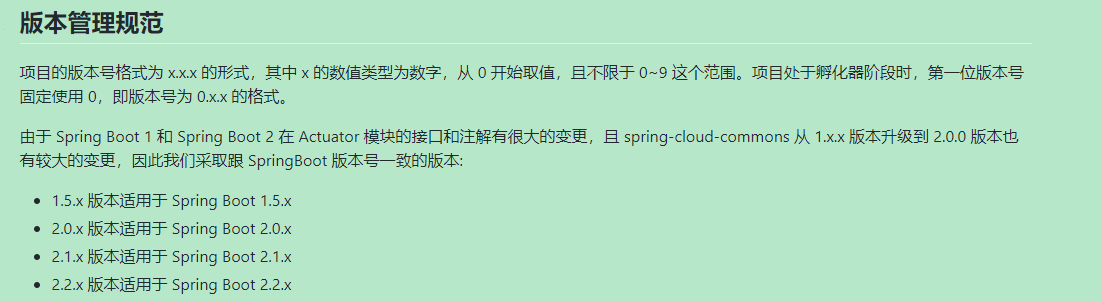 版本管理规范
项目的版本号格式为 x.x.x 的形式，其中 x 的数值类型为数字，从 0 开始取值，且不限于 0~9 这个范围。项目处于孵化器阶段时，第一位版本号
固定使用 0，即版本号为 0.x.x 的格式。
由于 Spring Boot 1 和 Spring Boot 2 在 Actuator 模块的接口和注解有很大的变更，且 spring-cloud-commons 从 1.x.x 版本升级到 2.0.0 版本也
有较大的变更，因此我们采取跟 SpringBoot 版本号一致的版本:
• 1.5.x 版本适用于 Spring Boot 1.5.x
• 2.0.x 版本适用于 Spring Boot 2.0.x
• 2.1.x 版本适用于 Spring Boot 2.1.x
• 2.2.x 版本适用于 Spring Boot 2.2.x